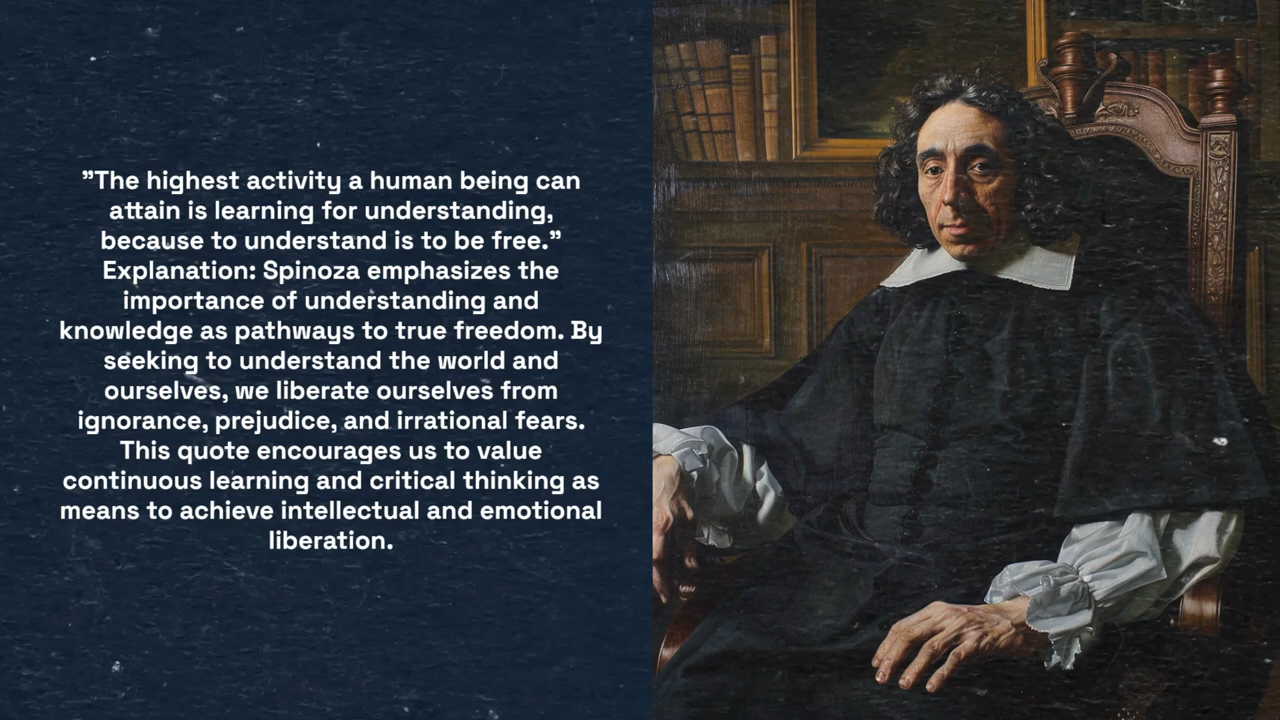 ”The highest activity a human being can
attain is learning for understanding,
because to understand is to be free.”
Explanation: Spinoza emphasizes the
importance of understanding and
knowledge as pathways to true freedom. By
seeking to understand the world and
ourselves, we liberate ourselves from
ignorance, prejudice, and irrational fears.
This quote encourages us to value
continuous learning and critical thinking as
means to achieve intellectual and emotional
liberation.